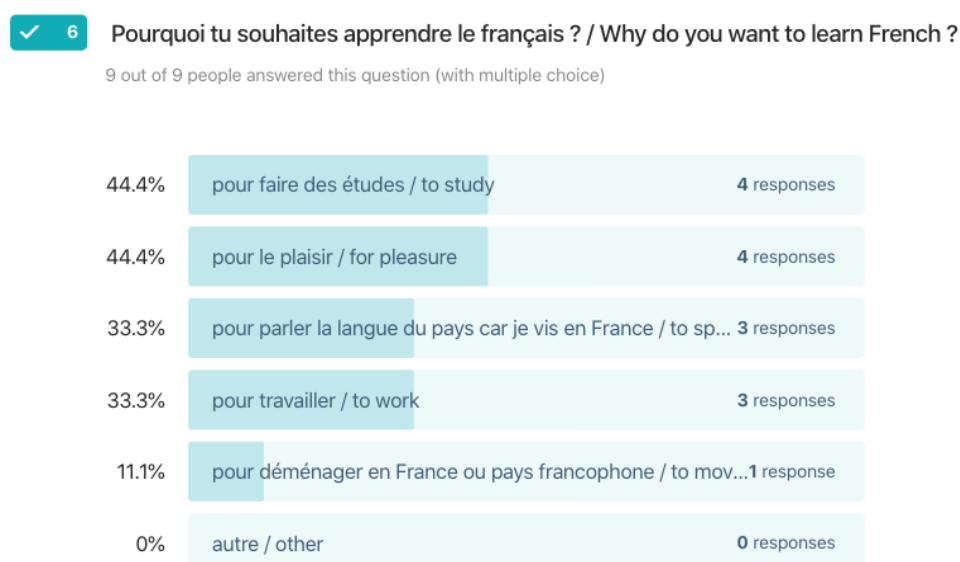 6 Pourquoi tu souhaites apprendre le français ? / Why do you want to learn French ?
9 out of 9 people answered this question (with multiple choice)
44.4% pour faire des études / to study 4 responses
44.4% pour le plaisir / for pleasure 4 responses
33.3% pour parler la langue du pays car je vis en France / to sp... 3 responses
33.3% pour travailler / to work 3 responses
11.1% pour déménager en France ou pays francophone / to mov...1 response
0% autre / other 0 responses